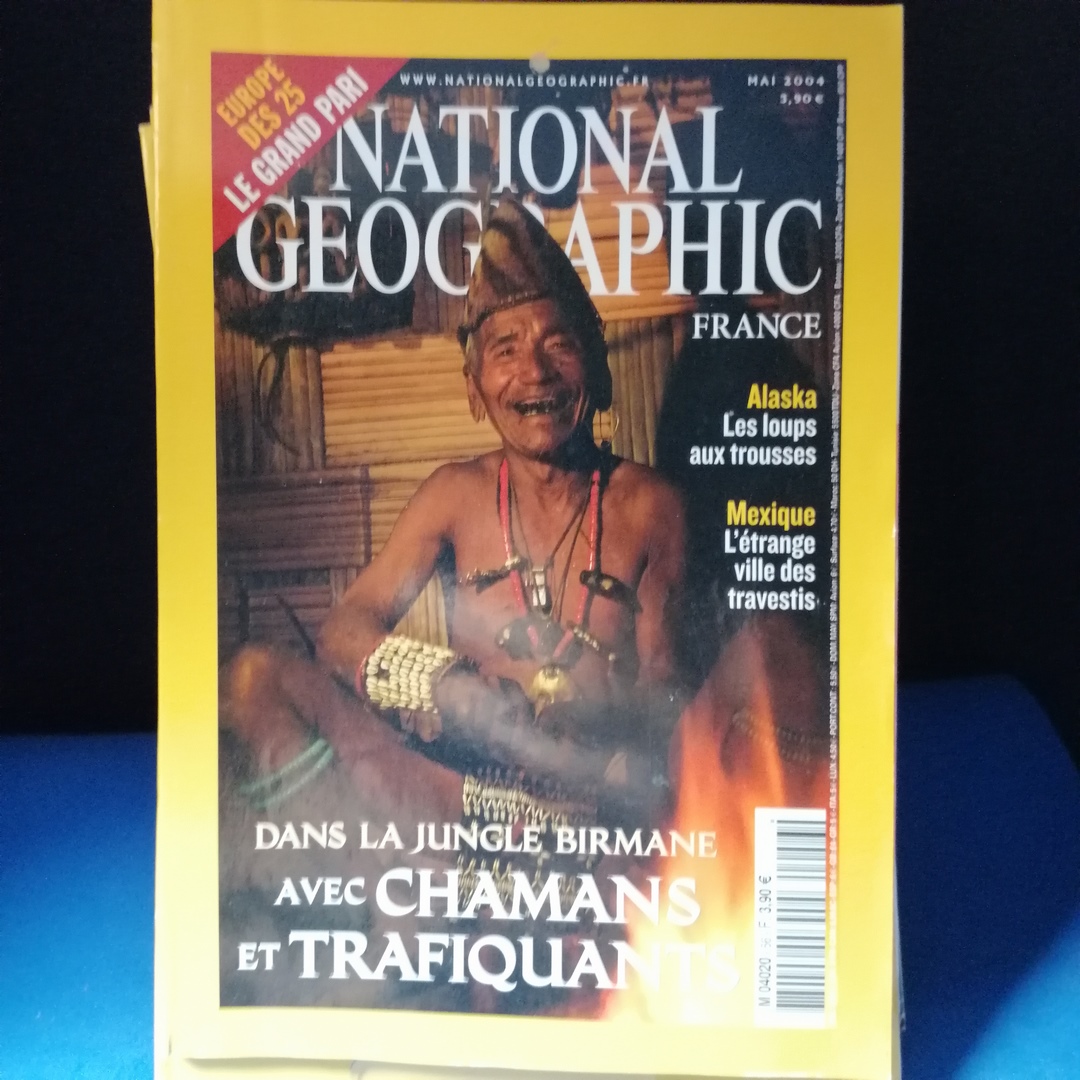 EUROPE
DES 25
LE GRAND PARI
WWW.NATIONALGEOGRAPHIC.FR
MAI 2004
3,90 €
NATIONAL
GEOGRAPHIC
FRANCE
Alaska
Les loups
aux trousses
Mexique
L'étrange
ville des
travestis
DANS LA JUNGLE BIRMANE
AVEC CHAMANS
ET TRAFIQUANTS
M 04020 F 3,90 €